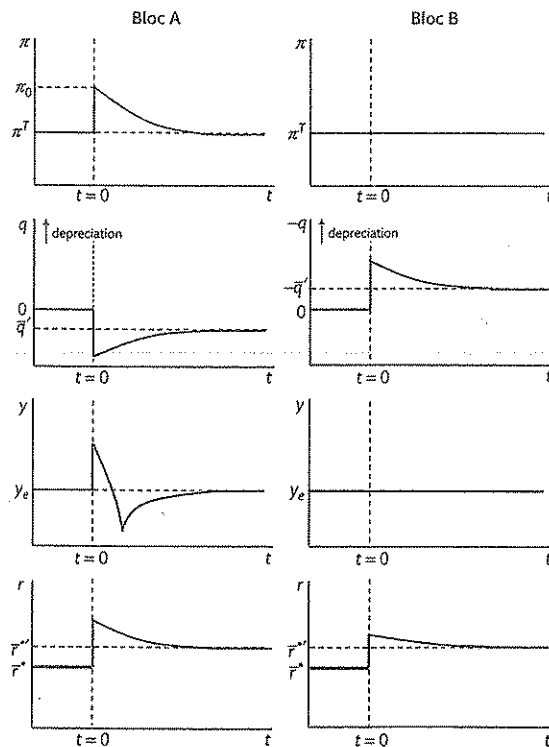 Bloc A
Bloc B
π
π₀
πᵀ
t = 0
t
π
πᵀ
t = 0
t
q
depreciation
0
q̄′
t = 0
t
−q
depreciation
−q̄′
0
t = 0
t
y
yₑ
t = 0
t
y
yₑ
t = 0
t
r
r̄*′
r̄*
t = 0
t
r
r̄*′
r̄*
t = 0
t